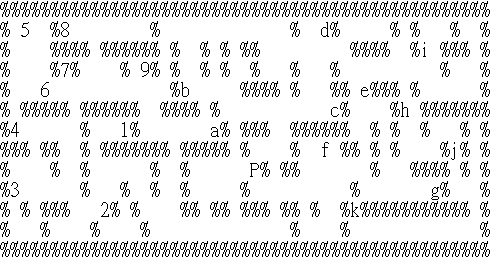 %%%%%%%%%%%%%%%%%%%%%%%%%%%%%%%%%%%%%%%%%%%%%%%%%
% 5  %8        %             %  d%     % %   %  %
%    %%%% %%%%%% %  % % %%         %%%%  %i %%% %
%    %7%    % 9% %  % %  %   %   %          %   %
%   6            %b     %%%% %  %% e%%% %       %
% %%%%% %%%%%%  %%%% %           c%    %h %%%%%%%
%4      %   1%       a% %%%  %%%%%%  % %  %   % %
%%% %%  % %%%%%%% %%%%% %    %  f %% % %    %j% %
%    %  %      %  %      P% %%       %   %%%% % %
%3      %   %  %  %     %          %       g%   %
% % %%%   2% %    %% %% %%% %% %  %k%%%%%%%%%%% %
%   %    %    %              %    %             %
%%%%%%%%%%%%%%%%%%%%%%%%%%%%%%%%%%%%%%%%%%%%%%%%%